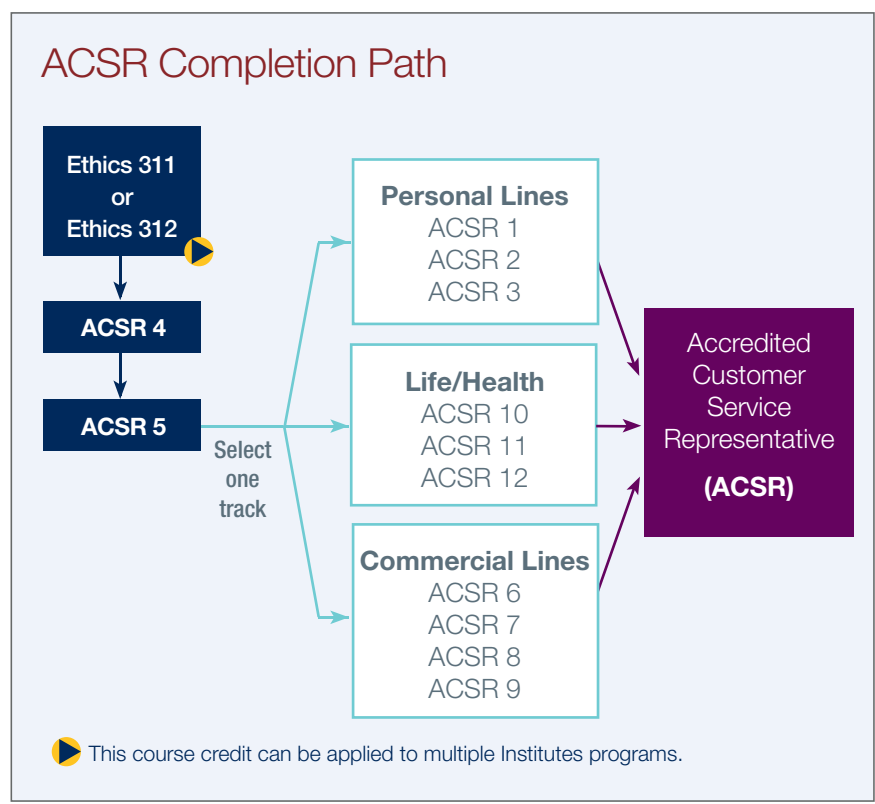 ACSR Completion Path
Ethics 311
or
Ethics 312
ACSR 4
ACSR 5
Select
one
track
Personal Lines
ACSR 1
ACSR 2
ACSR 3
Life/Health
ACSR 10
ACSR 11
ACSR 12
Commercial Lines
ACSR 6
ACSR 7
ACSR 8
ACSR 9
Accredited
Customer
Service
Representative
(ACSR)
This course credit can be applied to multiple Institutes programs.